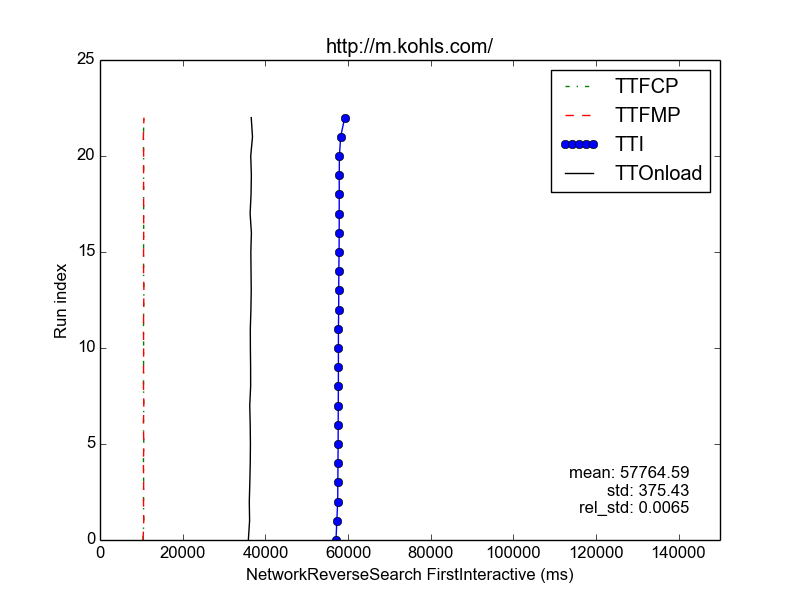 http://m.kohls.com/
25
20
15
10
5
0
Run index
TTFCP
TTFMP
TTI
TTOnload
mean: 57764.59
std: 375.43
rel_std: 0.0065
0 20000 40000 60000 80000 100000 120000 140000
NetworkReverseSearch FirstInteractive (ms)